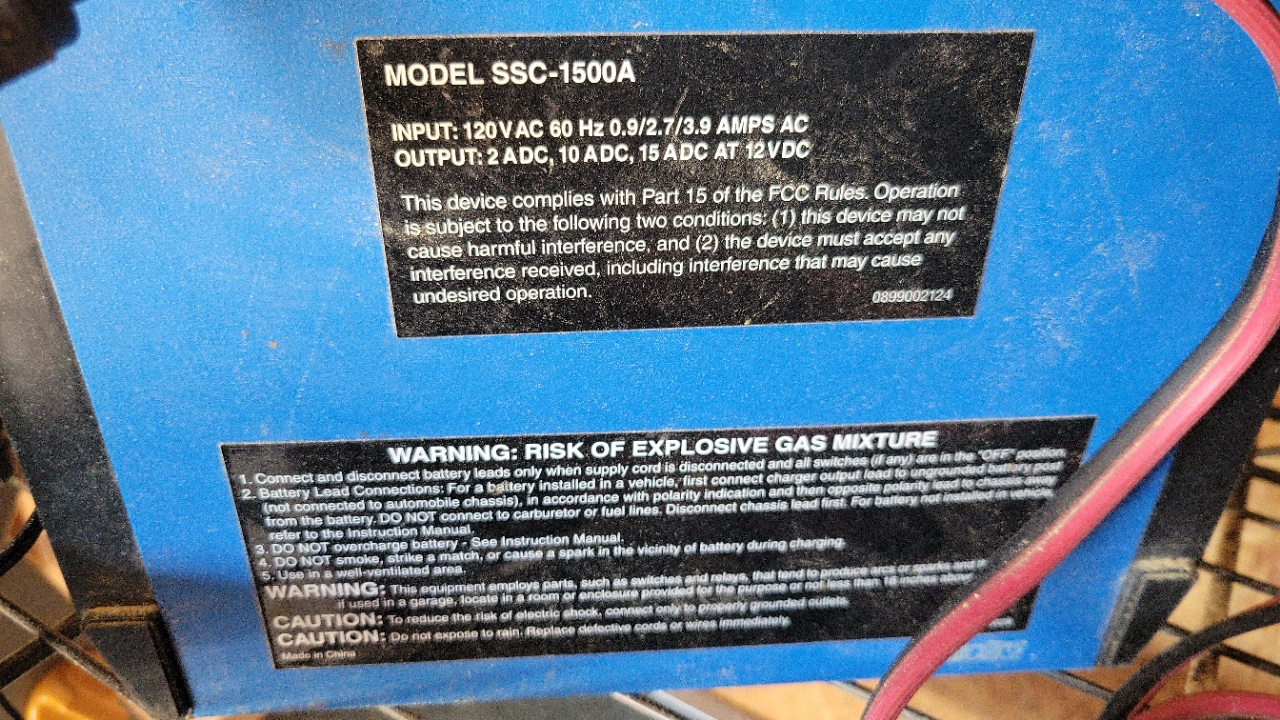 MODEL SSC-1500A
INPUT: 120VAC 60 Hz 0.9/2.7/3.9 AMPS AC
OUTPUT: 2 ADC, 10 ADC, 15 ADC AT 12VDC
This device complies with Part 15 of the FCC Rules. Operation
is subject to the following two conditions: (1) this device may not
cause harmful interference, and (2) the device must accept any
interference received, including interference that may cause
undesired operation.
0899002124
WARNING: RISK OF EXPLOSIVE GAS MIXTURE
1. Connect and disconnect battery leads only when supply cord is disconnected and all switches (if any) are in the "OFF" position.
2. Battery Lead Connections: For a battery installed in a vehicle, first connect charger output lead to ungrounded battery post
(not connected to automobile chassis), in accordance with polarity indication and then opposite polarity lead to chassis away
from the battery. DO NOT connect to carburetor or fuel lines. Disconnect chassis lead first. For battery not installed in vehicle
refer to the Instruction Manual.
3. DO NOT overcharge battery - See Instruction Manual.
4. DO NOT smoke, strike a match, or cause a spark in the vicinity of battery during charging.
5. Use in a well-ventilated area.
WARNING: This equipment employs parts, such as switches and relays, that tend to produce arcs or sparks and
if used in a garage, locate in a room or enclosure provided for the purpose or not less than 18 inches above
CAUTION: To reduce the risk of electric shock, connect only to properly grounded outlets.
CAUTION: Do not expose to rain. Replace defective cords or wires immediately.
Made in China